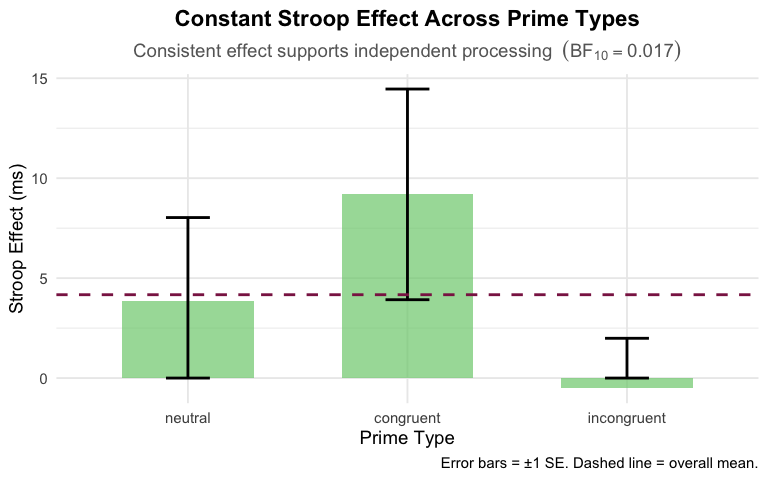 Constant Stroop Effect Across Prime Types
Consistent effect supports independent processing (BF₁₀ = 0.017)
15
10
5
0
Stroop Effect (ms)
neutral congruent incongruent
Prime Type
Error bars = ±1 SE. Dashed line = overall mean.